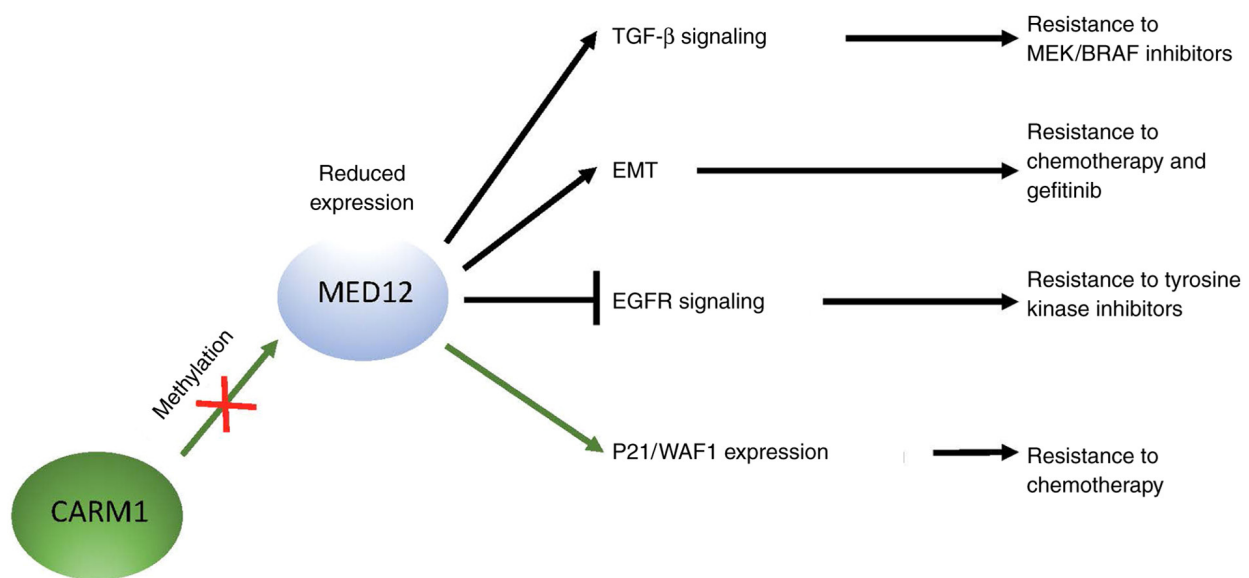 TGF-β signaling
Resistance to
MEK/BRAF inhibitors
Reduced
expression
EMT
Resistance to
chemotherapy and
gefitinib
MED12
EGFR signaling
Resistance to tyrosine
kinase inhibitors
Methylation
P21/WAF1 expression
Resistance to
chemotherapy
CARM1